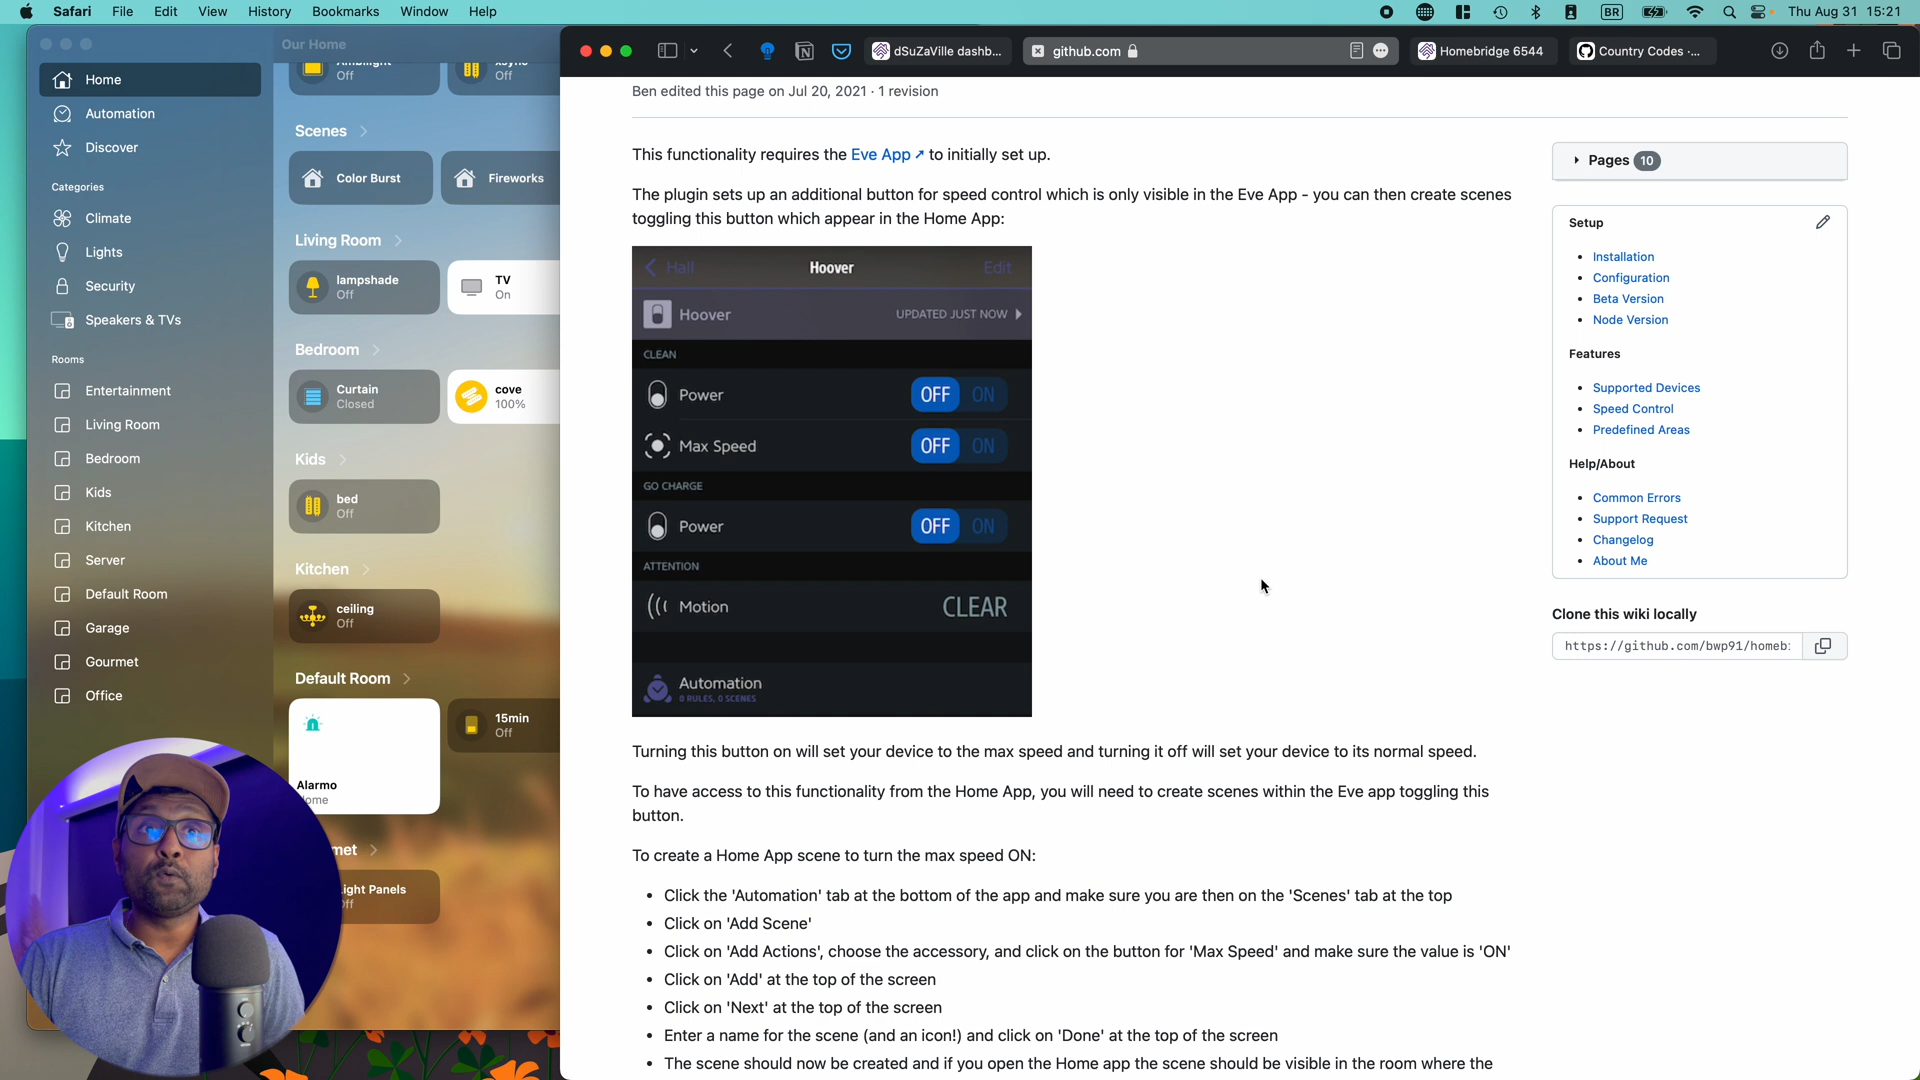 Safari File Edit View History Bookmarks Window Help
BR Thu Aug 31 15:21
Our Home
Home
Automation
Discover
Categories
Climate
Lights
Security
Speakers & TVs
Rooms
Entertainment
Living Room
Bedroom
Kids
Kitchen
Server
Default Room
Garage
Gourmet
Office
Off
Off
Scenes
Color Burst
Fireworks
Living Room
lampshade
Off
TV
On
Bedroom
Curtain
Closed
cove
100%
Kids
bed
Off
Kitchen
ceiling
Off
Default Room
Alarmo
15min
Off
met
ight Panels
dSuZaVille dashb...
github.com
Homebridge 6544
Country Codes ·...
Ben edited this page on Jul 20, 2021 · 1 revision
This functionality requires the Eve App ↗ to initially set up.
The plugin sets up an additional button for speed control which is only visible in the Eve App - you can then create scenes
toggling this button which appear in the Home App:
Hall Hoover Edit
Hoover UPDATED JUST NOW
CLEAN
Power OFF ON
Max Speed OFF ON
GO CHARGE
Power OFF ON
ATTENTION
Motion CLEAR
Automation
0 RULES, 0 SCENES
Turning this button on will set your device to the max speed and turning it off will set your device to its normal speed.
To have access to this functionality from the Home App, you will need to create scenes within the Eve app toggling this
button.
To create a Home App scene to turn the max speed ON:
• Click the 'Automation' tab at the bottom of the app and make sure you are then on the 'Scenes' tab at the top
• Click on 'Add Scene'
• Click on 'Add Actions', choose the accessory, and click on the button for 'Max Speed' and make sure the value is 'ON'
• Click on 'Add' at the top of the screen
• Click on 'Next' at the top of the screen
• Enter a name for the scene (and an icon!) and click on 'Done' at the top of the screen
• The scene should now be created and if you open the Home app the scene should be visible in the room where the
Pages 10
Setup
• Installation
• Configuration
• Beta Version
• Node Version
Features
• Supported Devices
• Speed Control
• Predefined Areas
Help/About
• Common Errors
• Support Request
• Changelog
• About Me
Clone this wiki locally
https://github.com/bwp91/homeb